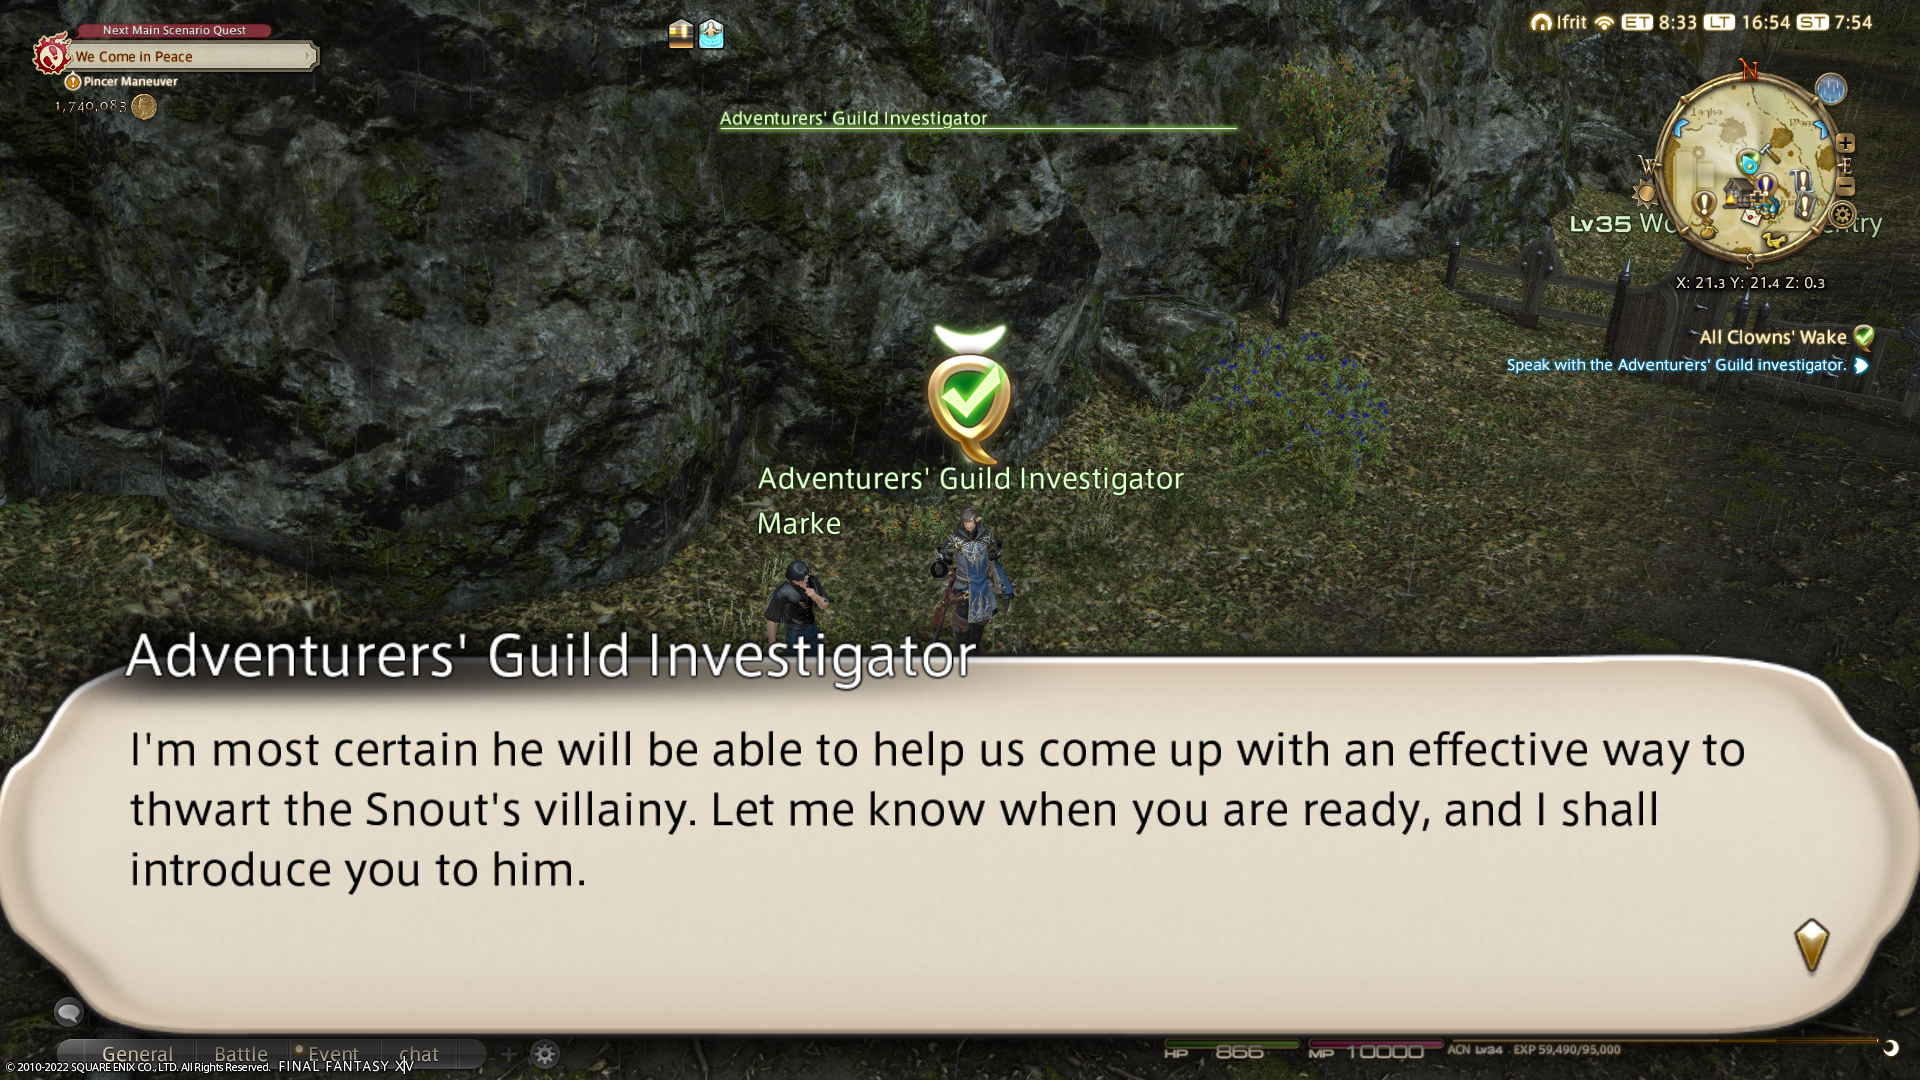 Next Main Scenario Quest
We Come in Peace
Pincer Maneuver
1,740,083
Ifrit ET 8:33 LT 16:54 ST 7:54
Adventurers' Guild Investigator
N
W
E
S
Lv35
X: 21.3 Y: 21.4 Z: 0.3
All Clowns' Wake
Speak with the Adventurers' Guild investigator.
Adventurers' Guild Investigator
Marke
Adventurers' Guild Investigator
I'm most certain he will be able to help us come up with an effective way to
thwart the Snout's villainy. Let me know when you are ready, and I shall
introduce you to him.
General Battle Event chat
HP 866 MP 10000 ACN Lv34 EXP 59,490/95,000
© 2010-2022 SQUARE ENIX CO., LTD. All Rights Reserved. FINAL FANTASY XIV